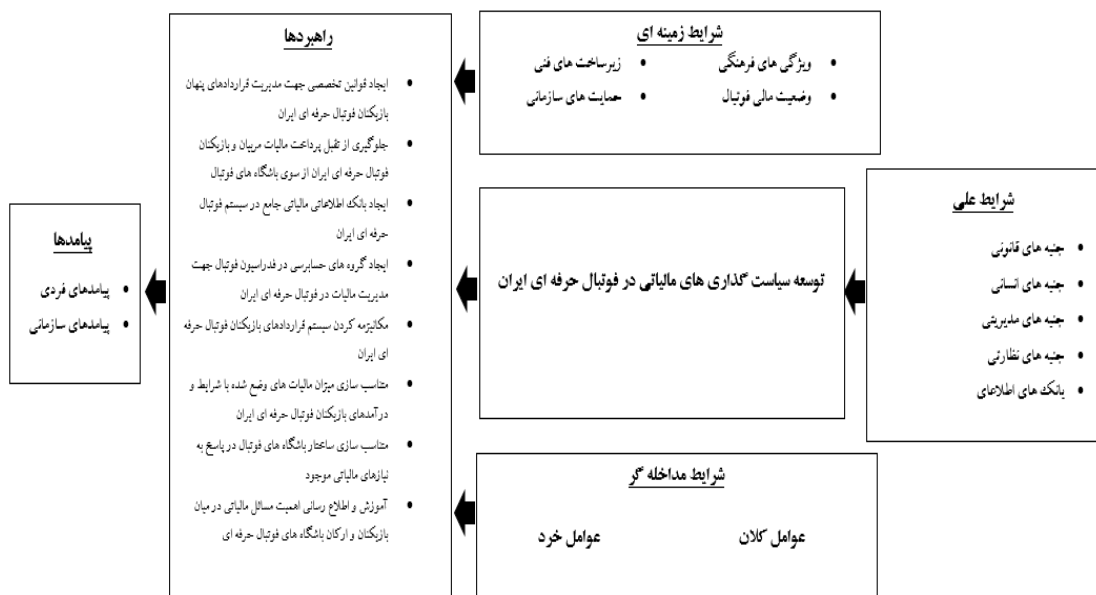 شرایط علی
جنبه های قانونی
جنبه های انسانی
جنبه های مدیریتی
جنبه های نظارتی
بانک های اطلاعای
شرایط زمینه ای
ویژگی های فرهنگی
زیرساخت های فنی
وضعیت مالی فوتبال
حمایت های سازمانی
توسعه سیاست گذاری های مالیاتی در فوتبال حرفه ای ایران
شرایط مداخله گر
عوامل کلان
عوامل خرد
راهبردها
ایجاد قوانین تخصصی جهت مدیریت قراردادهای پنهان
بازیکنان فوتبال حرفه ای ایران
جلوگیری از تقبل پرداخت مالیات مربیان و بازیکنان
فوتبال حرفه ای ایران از سوی باشگاه های فوتبال
ایجاد بانک اطلاعاتی مالیاتی جامع در سیستم فوتبال
حرفه ای ایران
ایجاد گروه های حسابرسی در فدراسیون فوتبال جهت
مدیریت مالیات در فوتبال حرفه ای ایران
مکانیزمه کردن سیستم قراردادهای بازیکنان فوتبال حرفه
ای ایران
متناسب سازی میزان مالیات های وضع شده با شرایط و
درآمدهای بازیکنان فوتبال حرفه ای ایران
متناسب سازی ساختار باشگاه های فوتبال در پاسخ به
نیازهای مالیاتی موجود
آموزش و اطلاع رسانی اهمیت مسائل مالیاتی در میان
بازیکنان و ارکان باشگاه های فوتبال حرفه ای
پیامدها
پیامدهای فردی
پیامدهای سازمانی